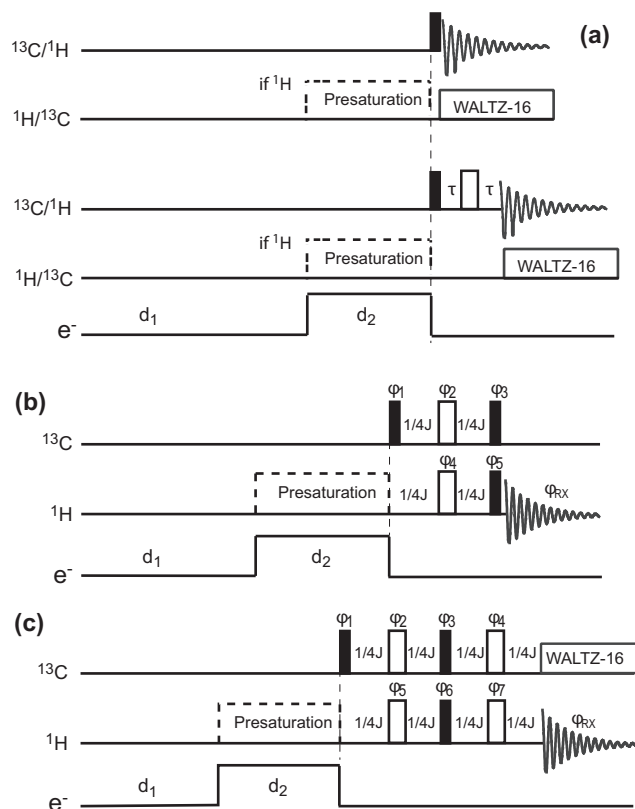 (a)
¹³C/¹H
if ¹H
Presaturation
WALTZ-16
¹H/¹³C
¹³C/¹H
τ τ
if ¹H
Presaturation
WALTZ-16
¹H/¹³C
d₁ d₂
e⁻
(b)
φ₁ φ₂ φ₃
1/4J 1/4J
¹³C
φ₄ φ₅
Presaturation 1/4J 1/4J φRX
¹H
d₁ d₂
e⁻
(c)
φ₁ φ₂ φ₃ φ₄
1/4J 1/4J 1/4J 1/4J WALTZ-16
¹³C
φ₅ φ₆ φ₇
Presaturation 1/4J 1/4J 1/4J 1/4J φRX
¹H
d₁ d₂
e⁻